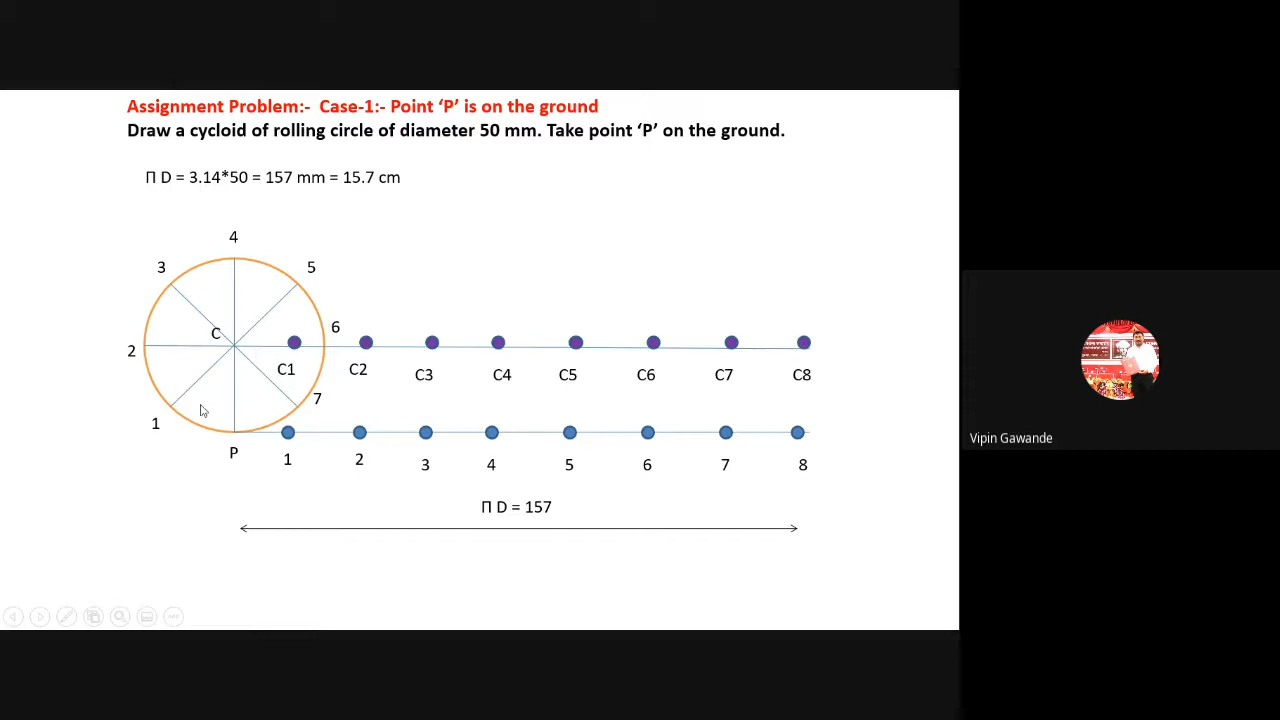 Assignment Problem:-  Case-1:- Point ‘P’ is on the ground
Draw a cycloid of rolling circle of diameter 50 mm. Take point ‘P’ on the ground.
Π D = 3.14*50 = 157 mm = 15.7 cm
4
3
5
C
6
2
C1
C2
C3
C4
C5
C6
C7
C8
7
1
P
1
2
3
4
5
6
7
8
Π D = 157
Vipin Gawande